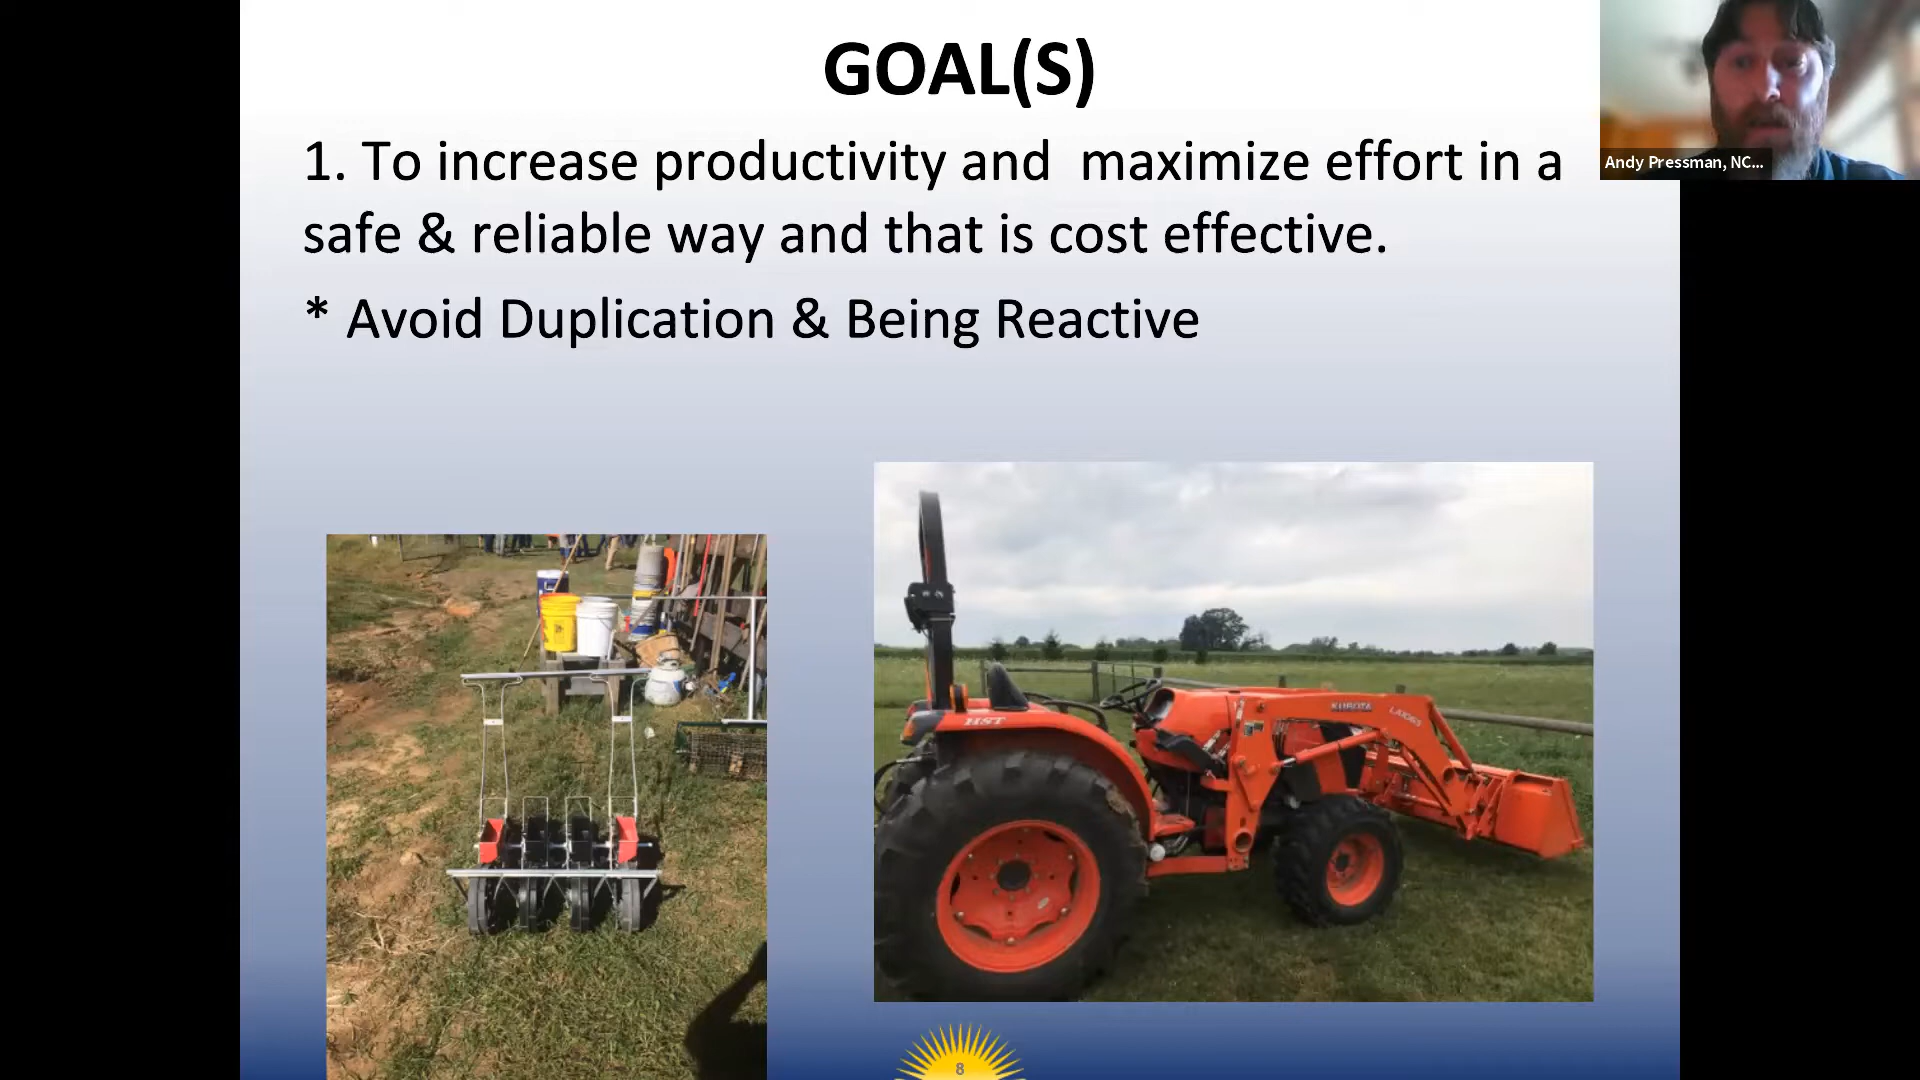 GOAL(S)
1. To increase productivity and  maximize effort in a
safe & reliable way and that is cost effective.
* Avoid Duplication & Being Reactive
Andy Pressman, NC...
HST
KUBOTA
LA1065
8